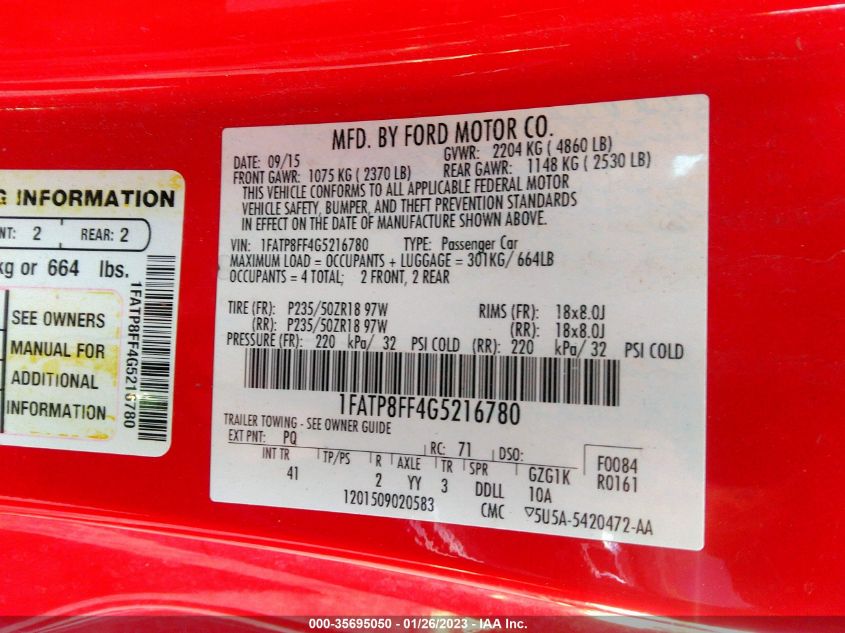 G INFORMATION
NT: 2 REAR: 2
kg or 664 lbs.
SEE OWNERS
MANUAL FOR
ADDITIONAL
INFORMATION
1FATP8FF4G5216780
MFD. BY FORD MOTOR CO.
DATE: 09/15 GVWR: 2204 KG ( 4860 LB)
FRONT GAWR: 1075 KG ( 2370 LB) REAR GAWR: 1148 KG ( 2530 LB)
THIS VEHICLE CONFORMS TO ALL APPLICABLE FEDERAL MOTOR
VEHICLE SAFETY, BUMPER, AND THEFT PREVENTION STANDARDS
IN EFFECT ON THE DATE OF MANUFACTURE SHOWN ABOVE.
VIN: 1FATP8FF4G5216780 TYPE: Passenger Car
MAXIMUM LOAD = OCCUPANTS + LUGGAGE = 301KG/ 664LB
OCCUPANTS = 4 TOTAL; 2 FRONT, 2 REAR
TIRE (FR): P235/50ZR18 97W RIMS (FR): 18x8.0J
(RR): P235/50ZR18 97W (RR): 18x8.0J
PRESSURE (FR): 220 kPa/ 32 PSI COLD (RR): 220 kPa/ 32 PSI COLD
1FATP8FF4G5216780
TRAILER TOWING - SEE OWNER GUIDE
EXT PNT: PQ RC: 71 DSO: F0084
INT TR TP/PS R AXLE TR SPR GZG1K R0161
41 2 YY 3 DDLL 10A
1201509020583 CMC ▽5U5A-5420472-AA
000-35695050 - 01/26/2023 - IAA Inc.